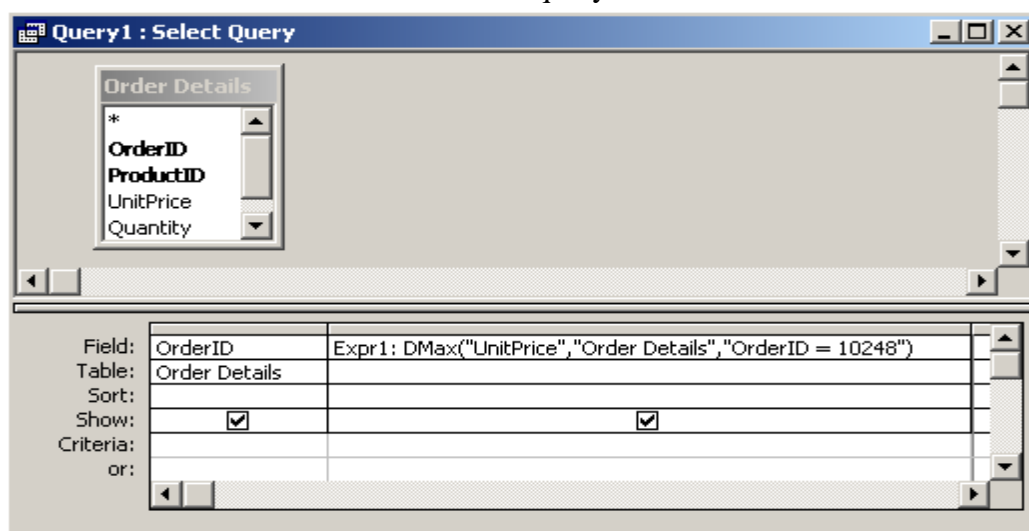 Query1 : Select Query
Order Details
*
OrderID
ProductID
UnitPrice
Quantity
Field: OrderID Expr1: DMax("UnitPrice","Order Details","OrderID = 10248")
Table: Order Details
Sort:
Show:
Criteria:
or: